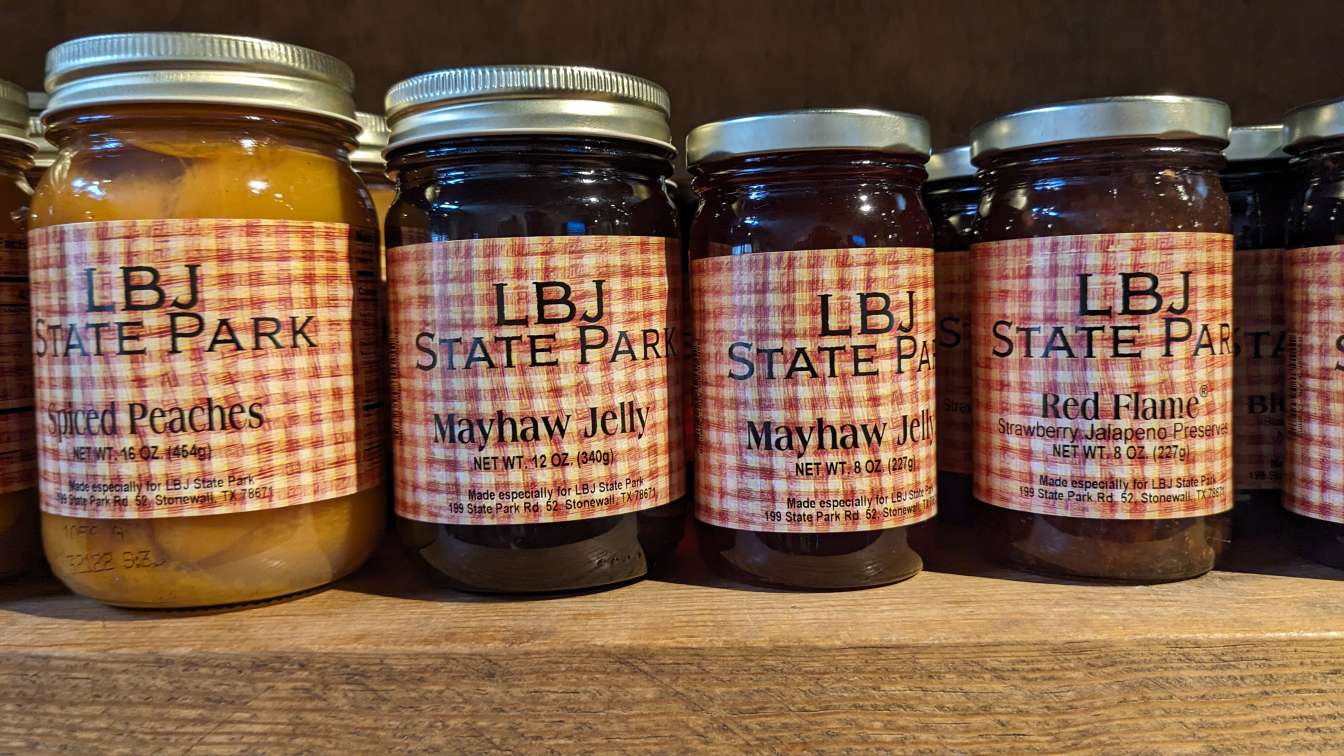 LBJ
STATE PARK
Spiced Peaches
NET WT. 16 OZ. (454g)
Made especially for LBJ State Park
199 State Park Rd. 52, Stonewall, TX 78671
LBJ
STATE PARK
Mayhaw Jelly
NET WT. 12 OZ. (340g)
Made especially for LBJ State Park
199 State Park Rd. 52, Stonewall, TX 78671
LBJ
STATE PA
Mayhaw Jelly
NET WT. 8 OZ. (227g)
Made especially for LBJ State Park
199 State Park Rd. 52, Stonewall, TX 786
LBJ
STATE PAR
Red Flame®
Strawberry Jalapeno Preserves
NET WT. 8 OZ. (227g)
Made especially for LBJ State Park
199 State Park Rd. 52, Stonewall, TX 78671